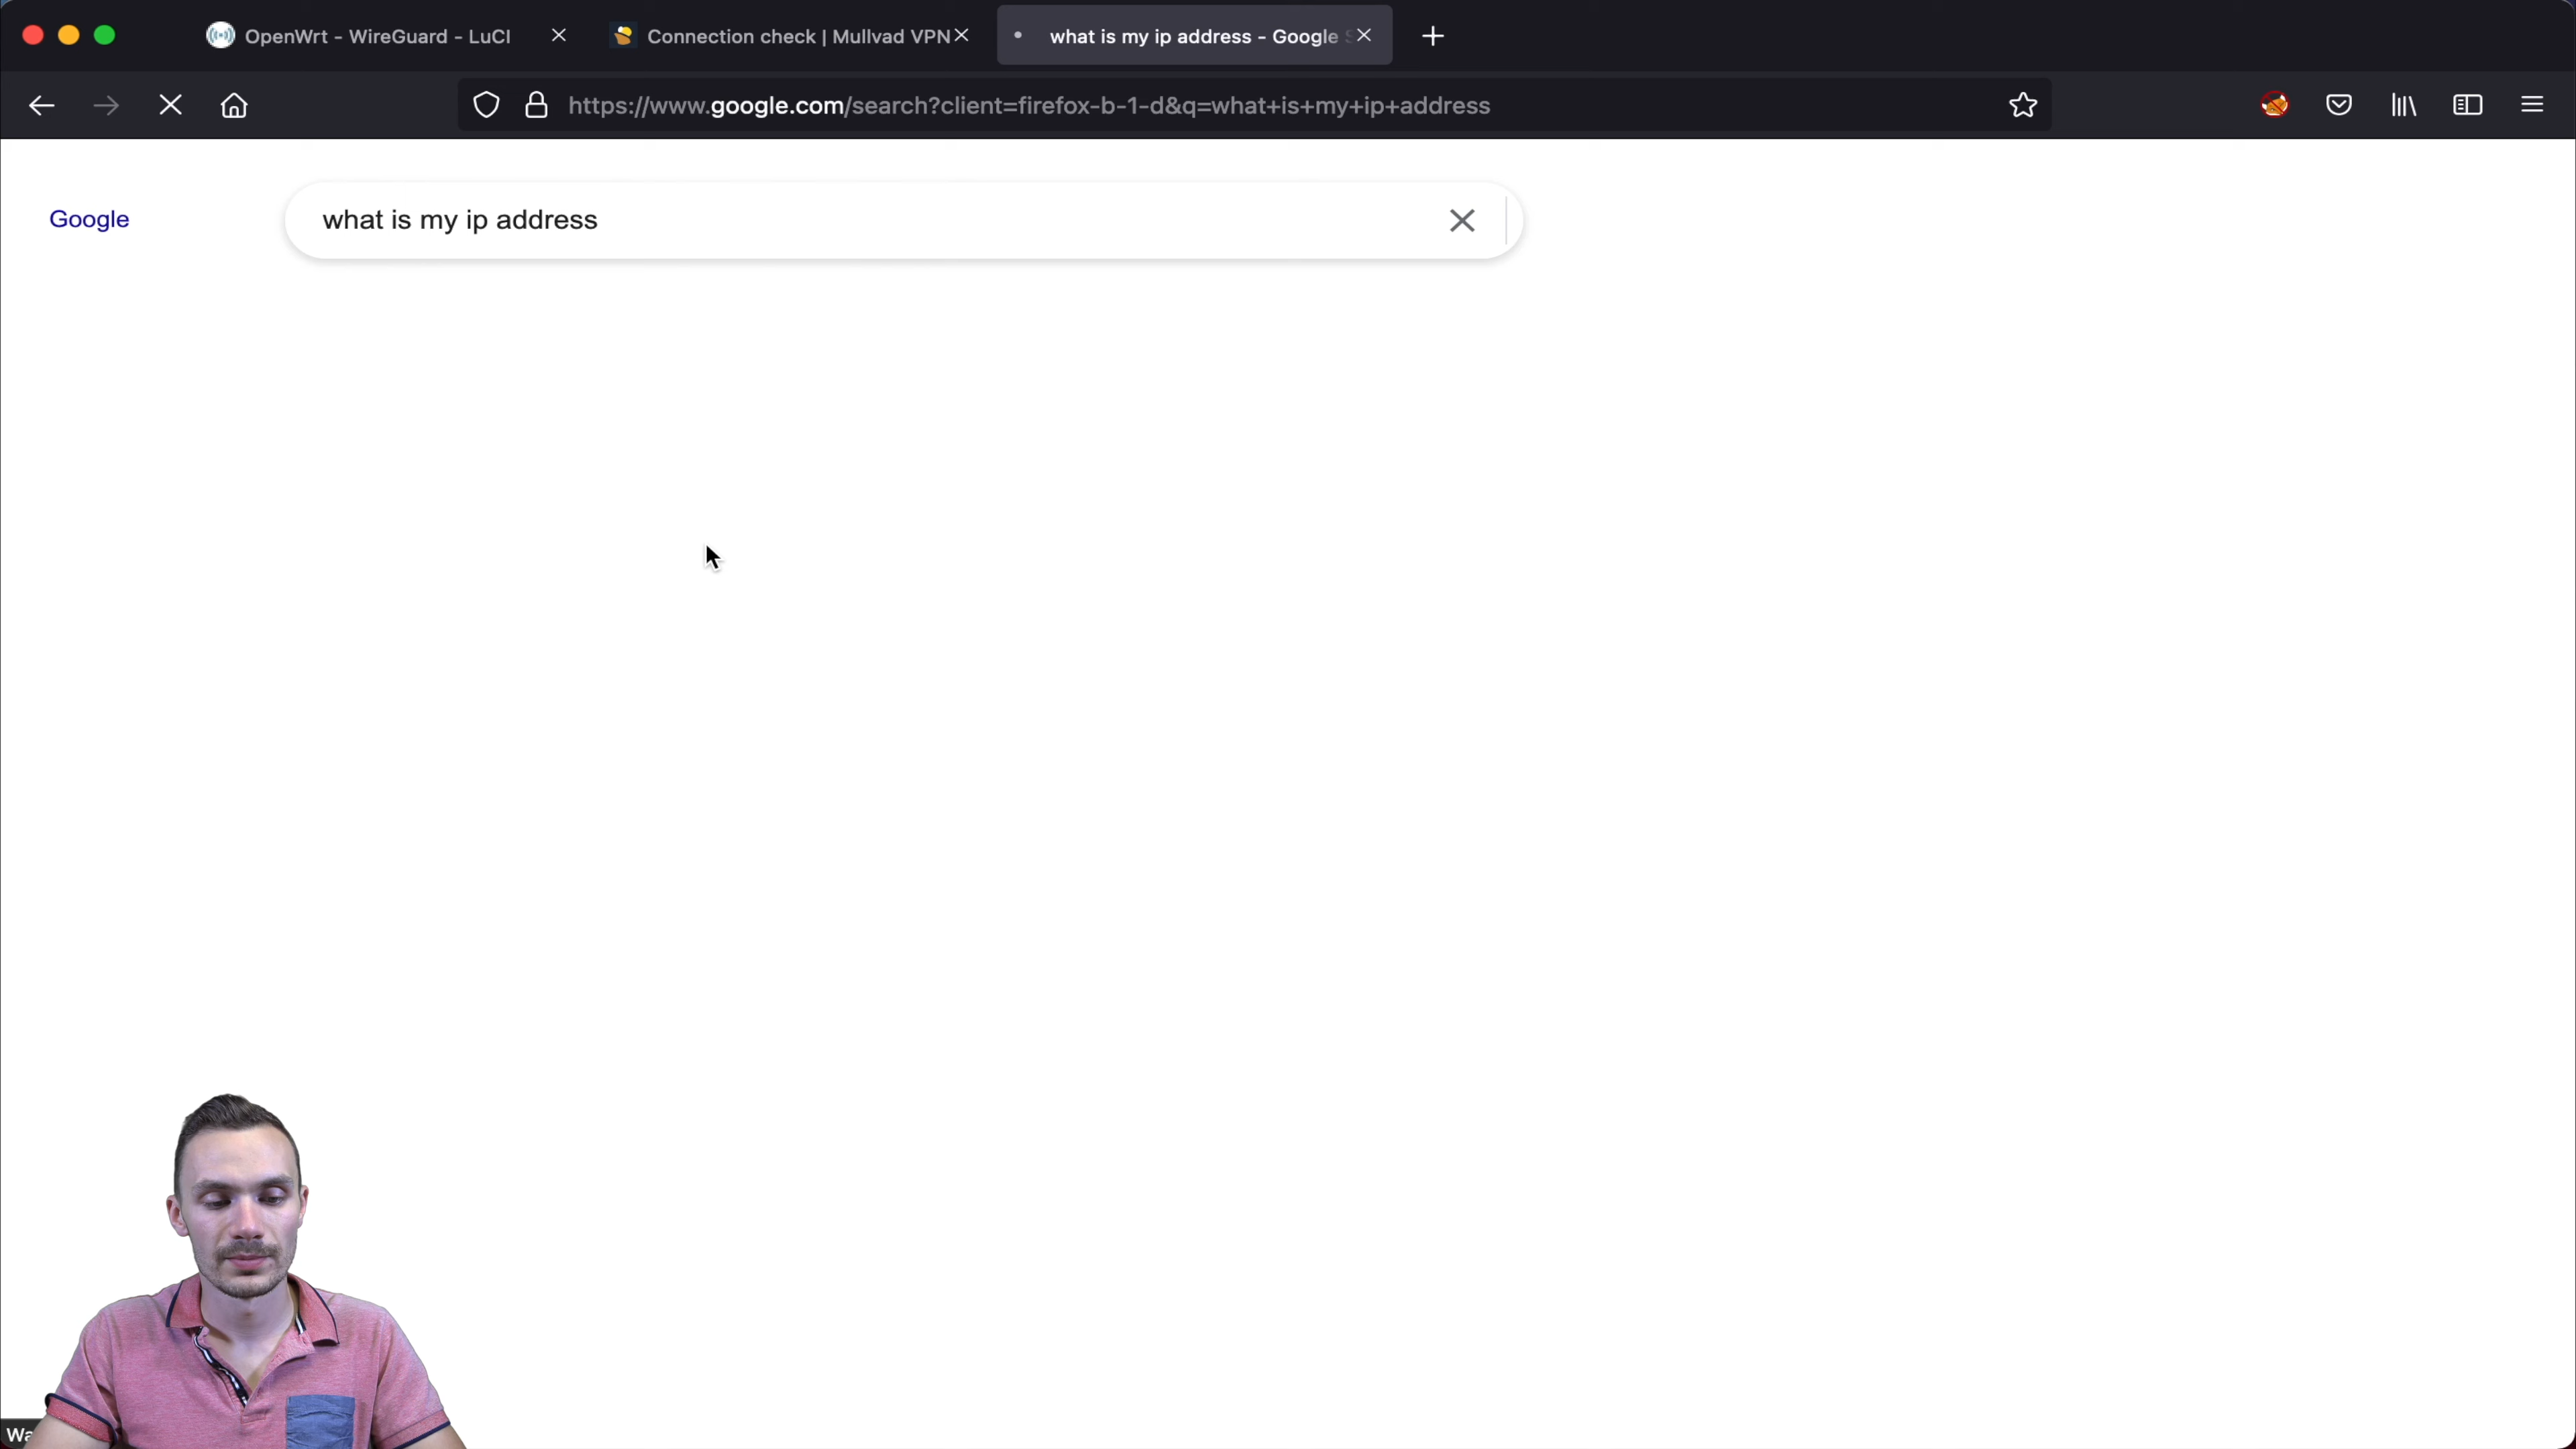 OpenWrt - WireGuard - LuCI
Connection check | Mullvad VPN
what is my ip address - Google S
https://www.google.com/search?client=firefox-b-1-d&q=what+is+my+ip+address
Google
what is my ip address
Wa